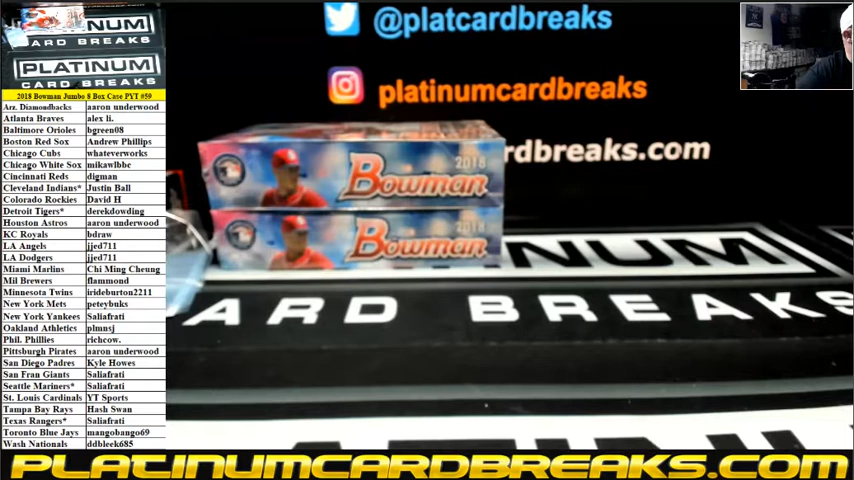 NUM
CARD BREAKS
PLATINUM
CARD BREAKS
2018 Bowman Jumbo 8 Box Case PYT #59
Arz. Diamondbacks aaron underwood
Atlanta Braves alex li.
Baltimore Orioles bgreen08
Boston Red Sox Andrew Phillips
Chicago Cubs whateverworks
Chicago White Sox mikawlbbc
Cincinnati Reds digman
Cleveland Indians* Justin Ball
Colorado Rockies David H
Detroit Tigers* derekdowding
Houston Astros aaron underwood
KC Royals bdraw
LA Angels jjed711
LA Dodgers jjed711
Miami Marlins Chi Ming Cheung
Mil Brewers flammond
Minnesota Twins irideburton2211
New York Mets peteybuks
New York Yankees Saliafrati
Oakland Athletics plmnsj
Phil. Phillies richcow.
Pittsburgh Pirates aaron underwood
San Diego Padres Kyle Howes
San Fran Giants Saliafrati
Seattle Mariners* Saliafrati
St. Louis Cardinals YT Sports
Tampa Bay Rays Hash Swan
Texas Rangers* Saliafrati
Toronto Blue Jays mangobango69
Wash Nationals ddbleek685
@platcardbreaks
platinumcardbreaks
rdbreaks.com
2018
Bowman
2018
Bowman
NUM
CARD BREAKS
PLATINUMCARDBREAKS.COM